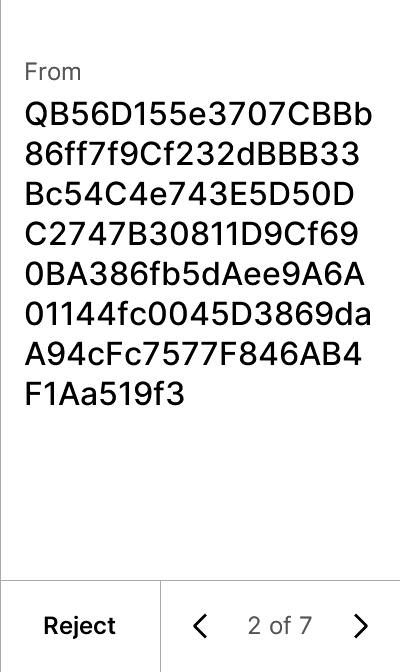 From
QB56D155e3707CBBb
86ff7f9Cf232dBBB33
Bc54C4e743E5D50D
C2747B30811D9Cf69
0BA386fb5dAee9A6A
01144fc0045D3869da
A94cFc7577F846AB4
F1Aa519f3
Reject
2 of 7